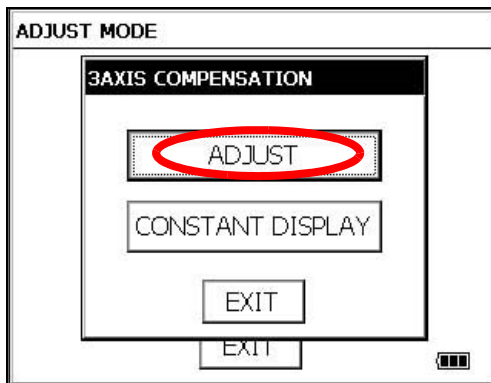 ADJUST MODE
3AXIS COMPENSATION
ADJUST
CONSTANT DISPLAY
EXIT
EXIT